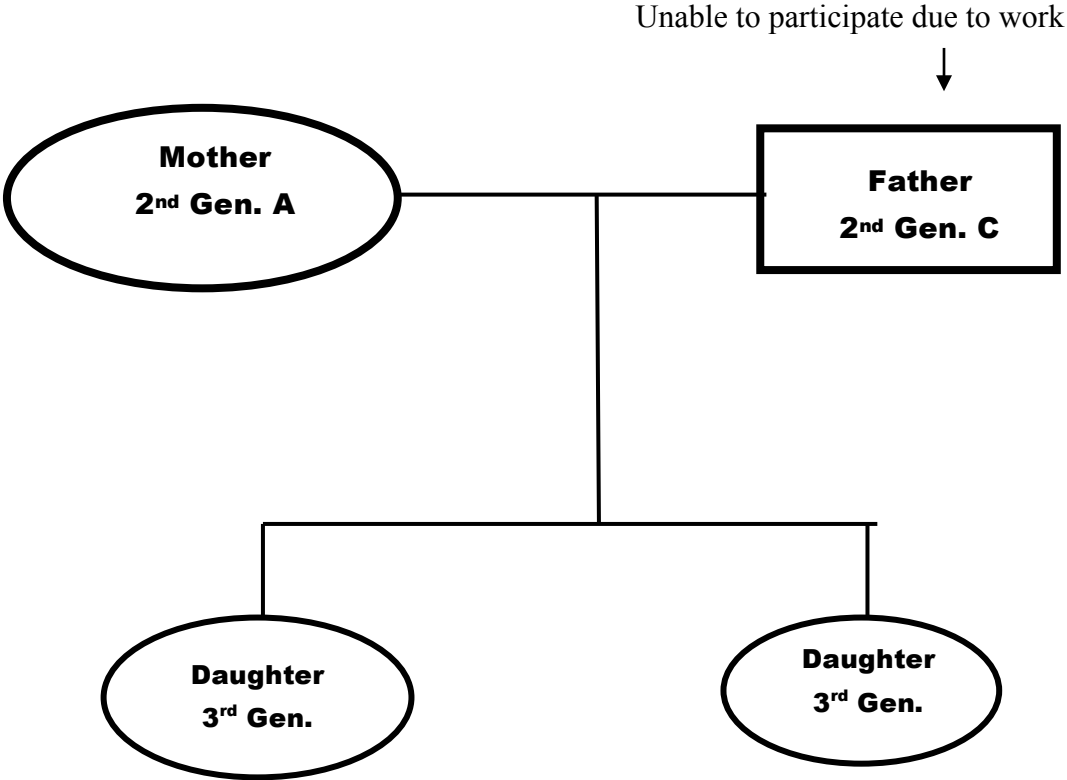 Unable to participate due to work
Mother
2nd Gen. A
Father
2nd Gen. C
Daughter
3rd Gen.
Daughter
3rd Gen.